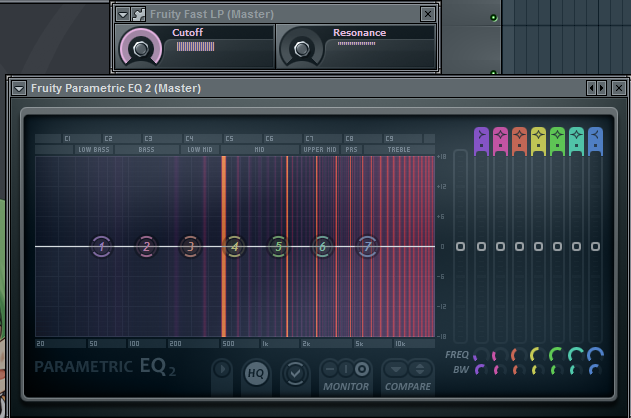 Fruity Fast LP (Master)
Cutoff
Resonance
Fruity Parametric EQ 2 (Master)
C1 C2 C3 C4 C5 C6 C7 C8 C9
LOW BASS BASS LOW MID MID UPPER MID PRS TREBLE
+18
+12
+6
1 2 3 4 5 6 7
0
-6
-12
-18
20 50 100 200 500 1k 2k 5k 10k
FREQ
BW
PARAMETRIC EQ 2
HQ
MONITOR COMPARE